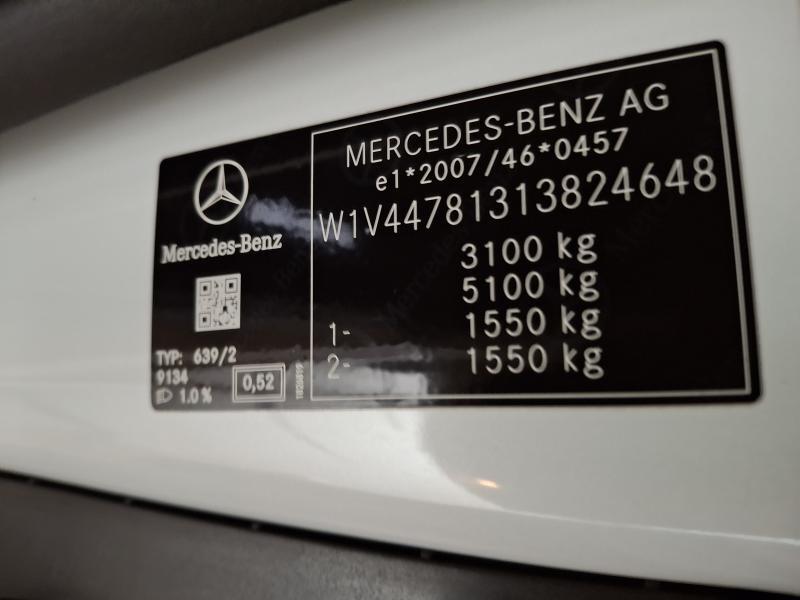 Mercedes-Benz
TYP: 639/2
9134
1.0 %
0,52
MERCEDES-BENZ AG
e1*2007/46*0457
W1V44781313824648
3100 kg
5100 kg
1- 1550 kg
2- 1550 kg